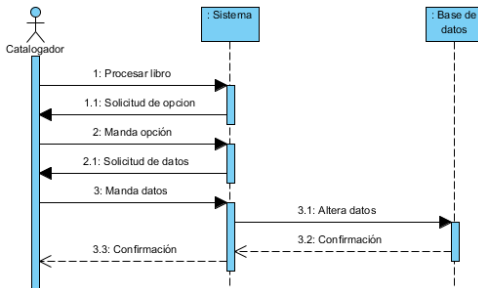 : Sistema
: Base de
datos
Catalogador
1: Procesar libro
1.1: Solicitud de opcion
2: Manda opción
2.1: Solicitud de datos
3: Manda datos
3.1: Altera datos
3.2: Confirmación
3.3: Confirmación